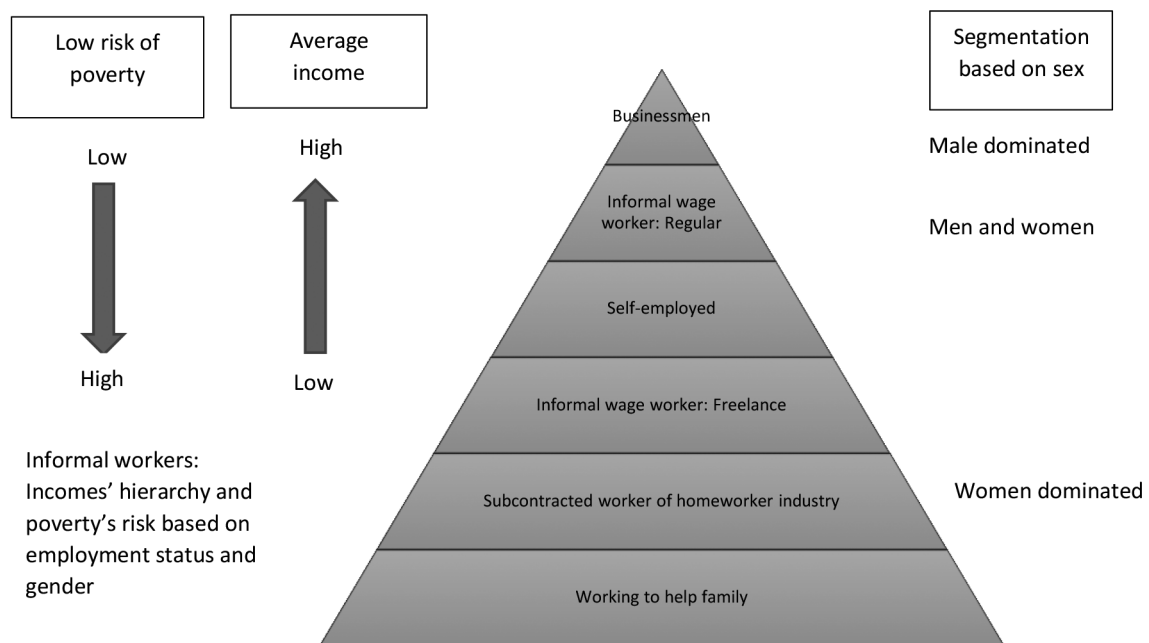 Low risk of
poverty
Average
income
Segmentation
based on sex
Low
High
High
Low
Informal workers:
Incomes' hierarchy and
poverty's risk based on
employment status and
gender
Businessmen
Informal wage
worker: Regular
Self-employed
Informal wage worker: Freelance
Subcontracted worker of homeworker industry
Working to help family
Male dominated
Men and women
Women dominated